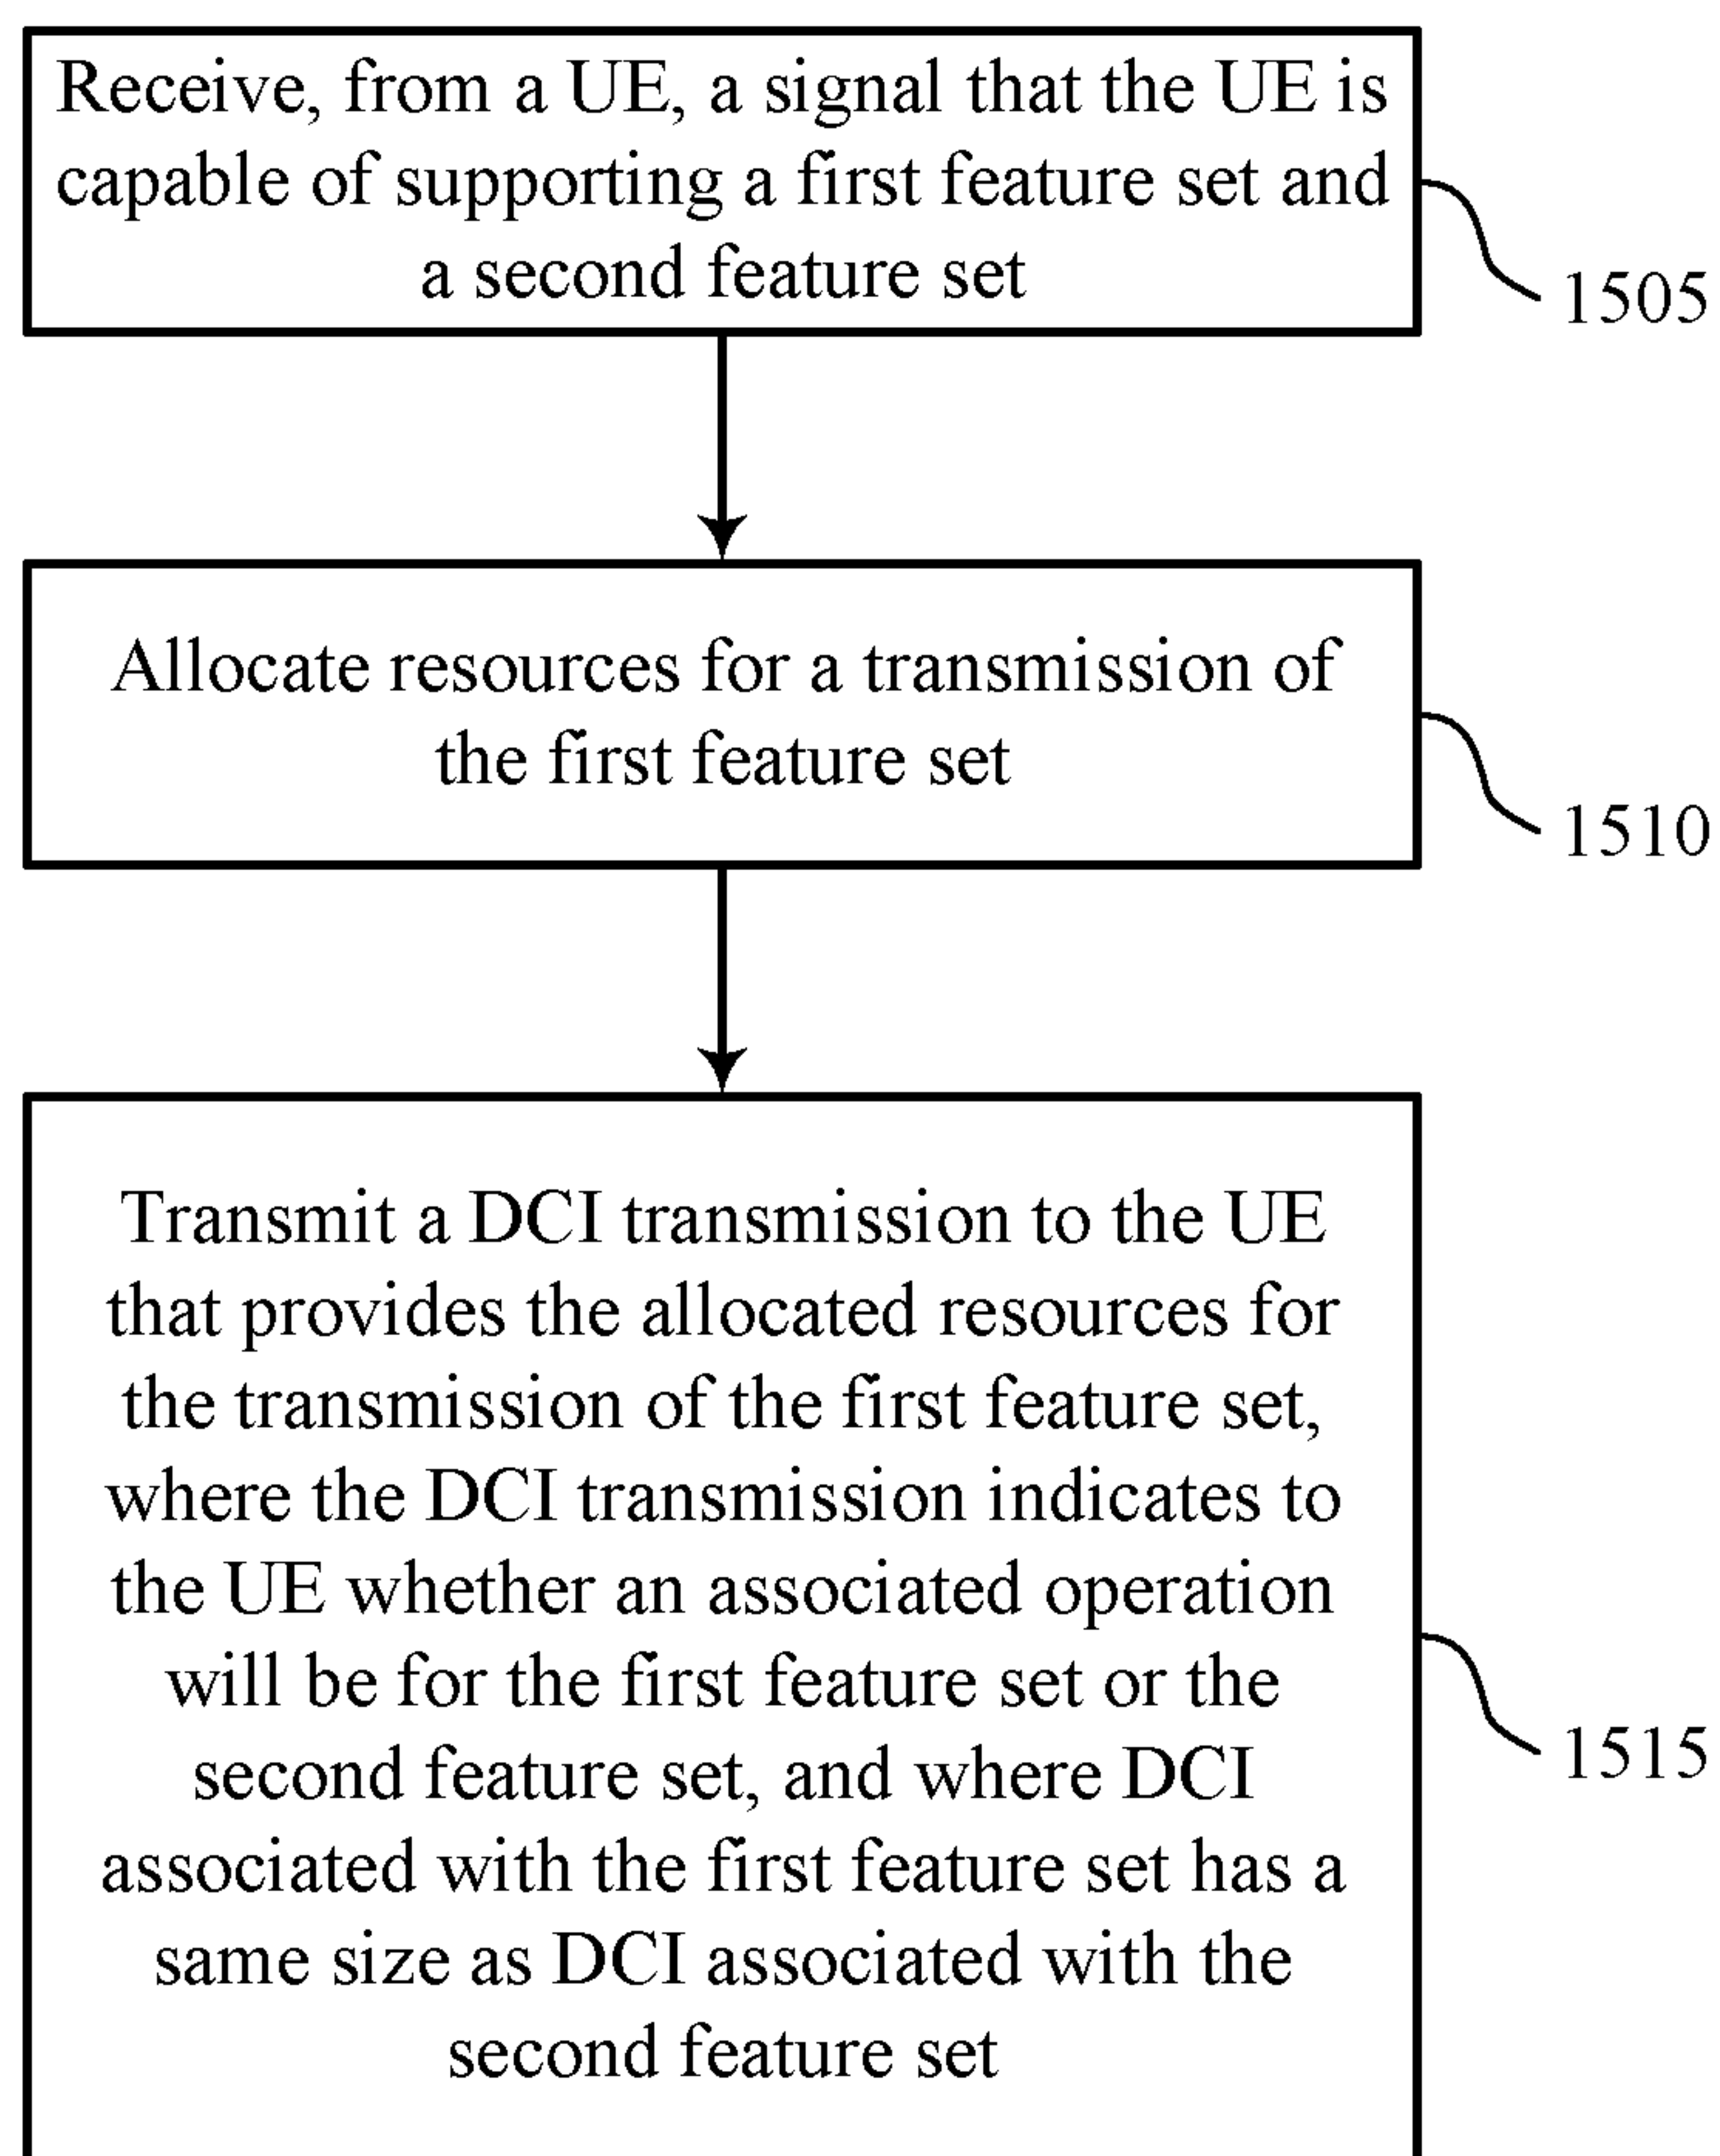 Receive, from a UE, a signal that the UE is
capable of supporting a first feature set and
a second feature set
1505
Allocate resources for a transmission of
the first feature set
1510
Transmit a DCI transmission to the UE
that provides the allocated resources for
the transmission of the first feature set,
where the DCI transmission indicates to
the UE whether an associated operation
will be for the first feature set or the
second feature set, and where DCI
associated with the first feature set has a
same size as DCI associated with the
second feature set
1515